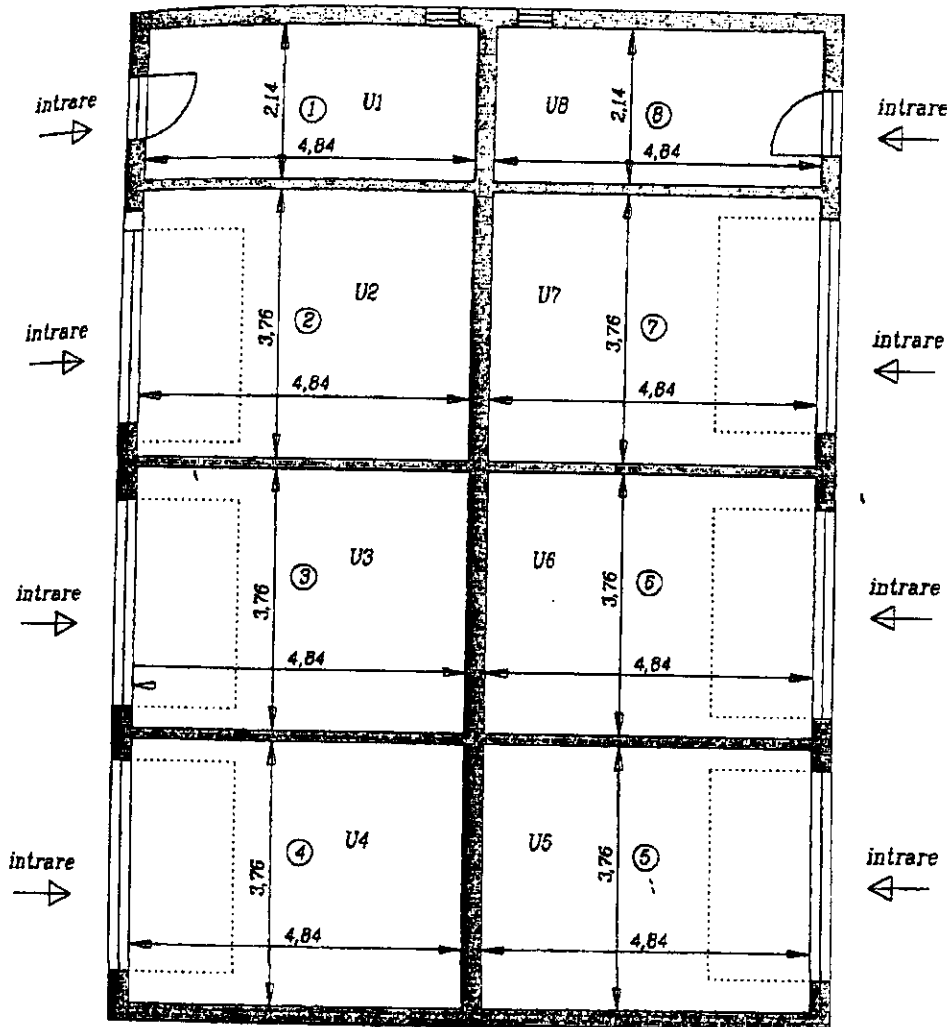 intrare 2,14 1 U1 U8 2,14 8 intrare
4,84 4,84
intrare 3,76 2 U2 U7 3,76 7 intrare
4,84 4,84
intrare 3,76 3 U3 U6 3,76 6 intrare
4,84 4,84
intrare 3,76 4 U4 U5 3,76 5 intrare
4,84 4,84